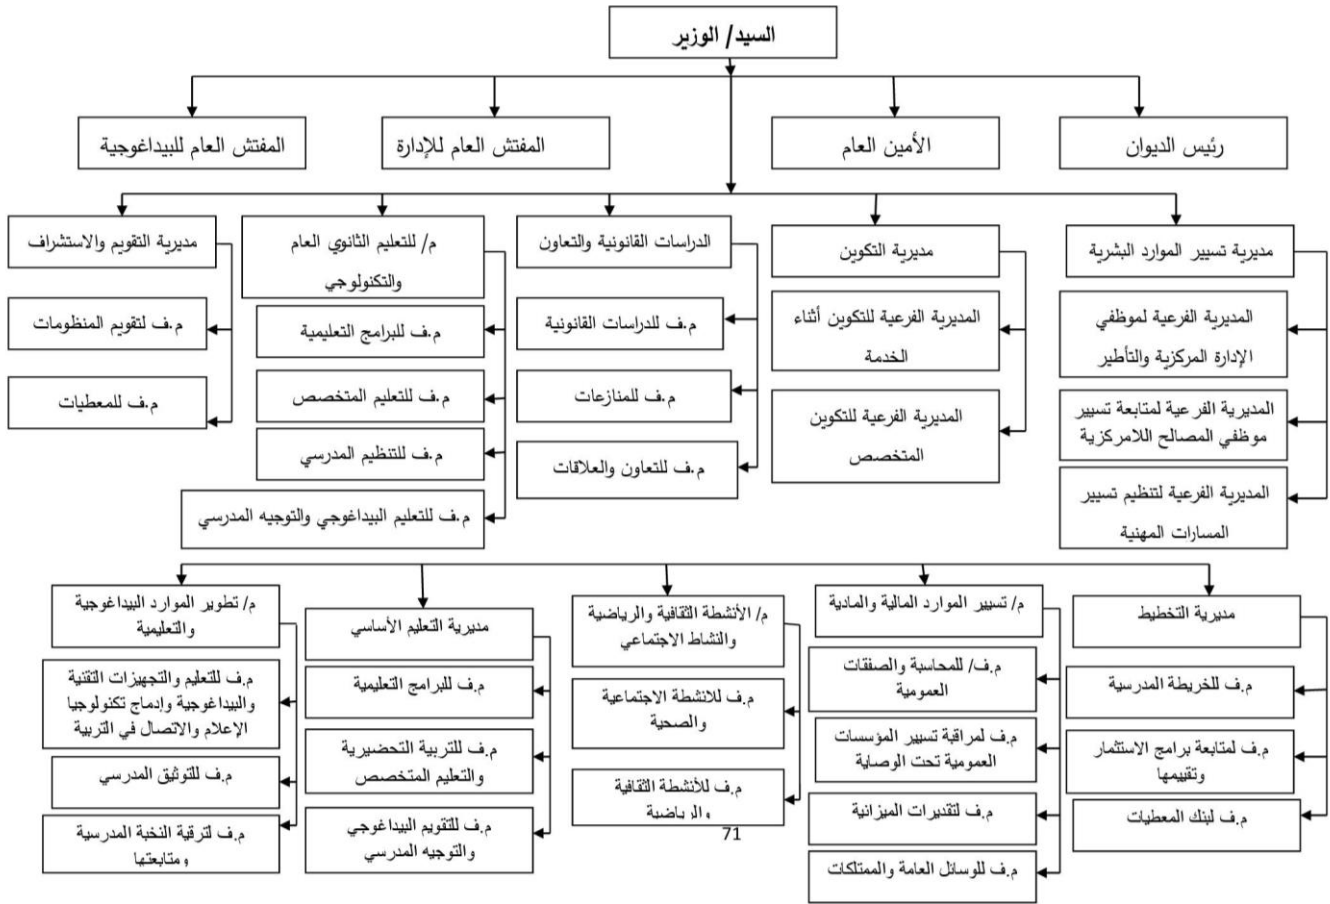 السيد/ الوزير
رئيس الديوان
الأمين العام
المفتش العام للإدارة
المفتش العام للبيداغوجية
مديرية تسيير الموارد البشرية
المديرية الفرعية لموظفي
الإدارة المركزية والتأطير
المديرية الفرعية لمتابعة تسيير
موظفي المصالح اللامركزية
المديرية الفرعية لتنظيم تسيير
المسارات المهنية
مديرية التكوين
المديرية الفرعية للتكوين أثناء
الخدمة
المديرية الفرعية للتكوين
المتخصص
الدراسات القانونية والتعاون
م.ف للدراسات القانونية
م.ف للمنازعات
م.ف للتعاون والعلاقات
م/ للتعليم الثانوي العام
والتكنولوجي
م.ف للبرامج التعليمية
م.ف للتعليم المتخصص
م.ف للتنظيم المدرسي
م.ف للتعليم البيداغوجي والتوجيه المدرسي
مديرية التقويم والاستشراف
م.ف لتقويم المنظومات
م.ف للمعطيات
مديرية التخطيط
م.ف للخريطة المدرسية
م.ف لمتابعة برامج الاستثمار
وتقييمها
م.ف لبنك المعطيات
م/ تسيير الموارد المالية والمادية
م.ف/ للمحاسبة والصفقات
العمومية
م.ف لمراقبة تسيير المؤسسات
العمومية تحت الوصاية
م.ف لتقديرات الميزانية
م.ف للوسائل العامة والممتلكات
م/ الأنشطة الثقافية والرياضية
والنشاط الاجتماعي
م.ف للانشطة الاجتماعية
والصحية
م.ف للأنشطة الثقافية
والرياضية
مديرية التعليم الأساسي
م.ف للبرامج التعليمية
م.ف للتربية التحضيرية
والتعليم المتخصص
م.ف للتقويم البيداغوجي
والتوجيه المدرسي
م/ تطوير الموارد البيداغوجية
والتعليمية
م.ف للتعليم والتجهيزات التقنية
والبيداغوجية وإدماج تكنولوجيا
الإعلام والاتصال في التربية
م.ف للتوثيق المدرسي
م.ف لترقية النخبة المدرسية
ومتابعتها
71